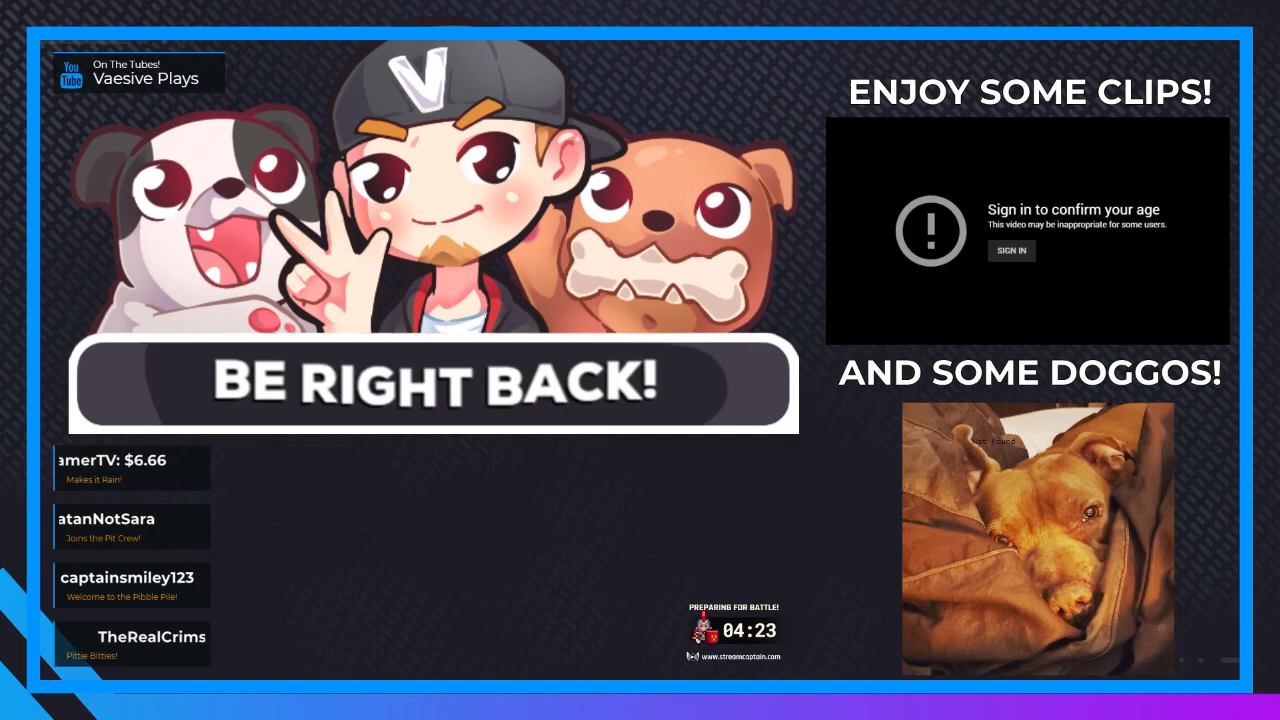 You
Tube
On The Tubes!
Vaesive Plays
V
BE RIGHT BACK!
amerTV: $6.66
Makes it Rain!
atanNotSara
Joins the Pit Crew!
captainsmiley123
Welcome to the Pibble Pile!
TheRealCrims
Pittie Bitties!
PREPARING FOR BATTLE!
04:23
www.streamcaptain.com
ENJOY SOME CLIPS!
Sign in to confirm your age
This video may be inappropriate for some users.
SIGN IN
AND SOME DOGGOS!
Not Found